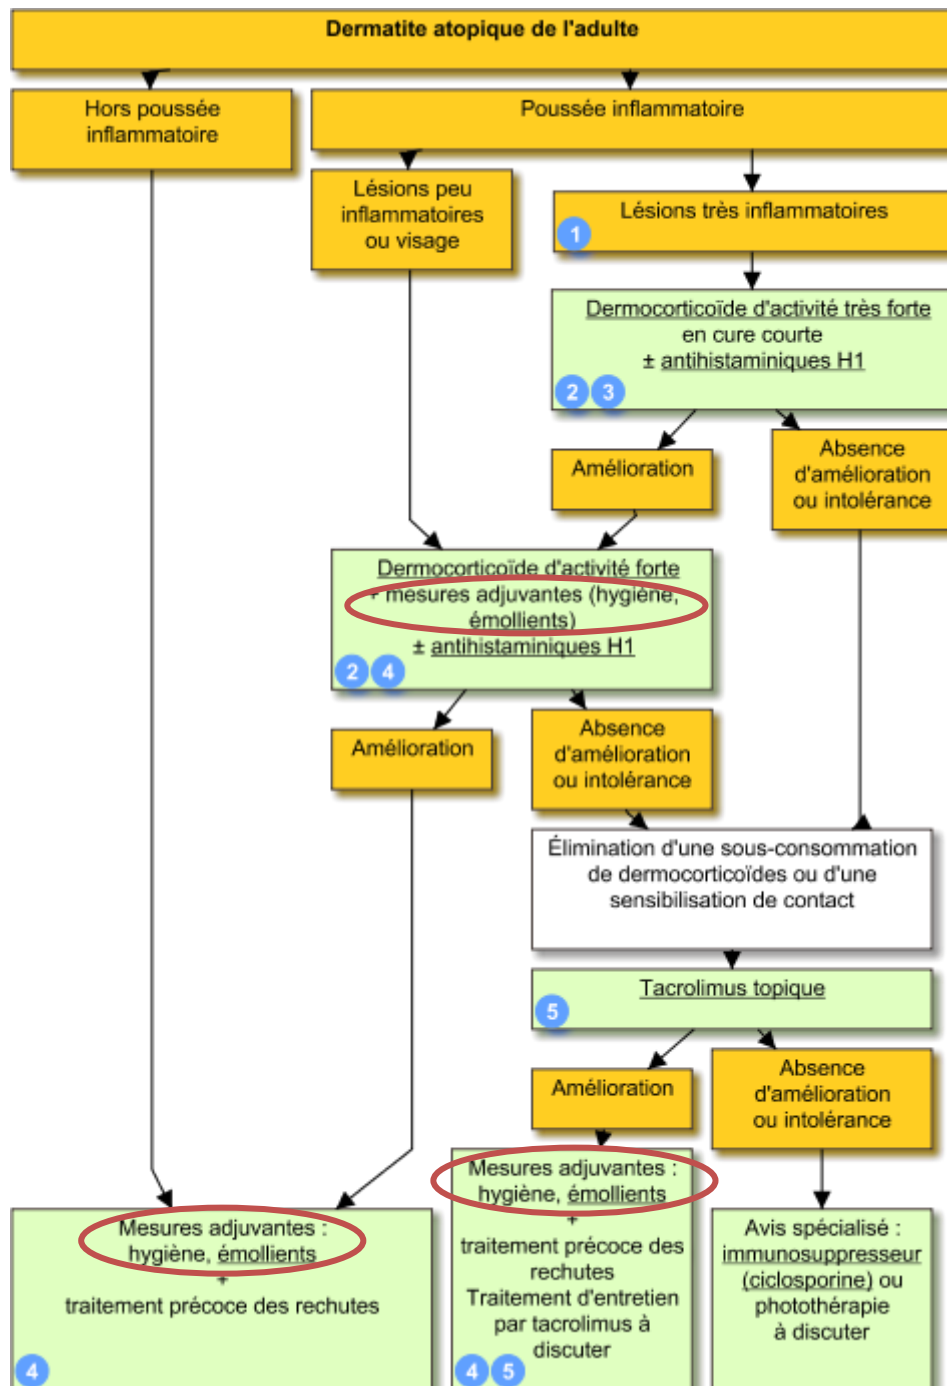 Dermatite atopique de l'adulte
Hors poussée
inflammatoire
Poussée inflammatoire
Lésions peu
inflammatoires
ou visage
Lésions très inflammatoires
1
Dermocorticoïde d'activité très forte
en cure courte
± antihistaminiques H1
2 3
Amélioration
Absence
d'amélioration
ou intolérance
Dermocorticoïde d'activité forte
+ mesures adjuvantes (hygiène,
émollients)
± antihistaminiques H1
2 4
Amélioration
Absence
d'amélioration
ou intolérance
Élimination d'une sous-consommation
de dermocorticoïdes ou d'une
sensibilisation de contact
Tacrolimus topique
5
Amélioration
Absence
d'amélioration
ou intolérance
Mesures adjuvantes :
hygiène, émollients
+
traitement précoce des rechutes
4
Mesures adjuvantes :
hygiène, émollients
+
traitement précoce des
rechutes
Traitement d'entretien
par tacrolimus à
discuter
4 5
Avis spécialisé :
immunosuppresseur
(ciclosporine) ou
photothérapie
à discuter